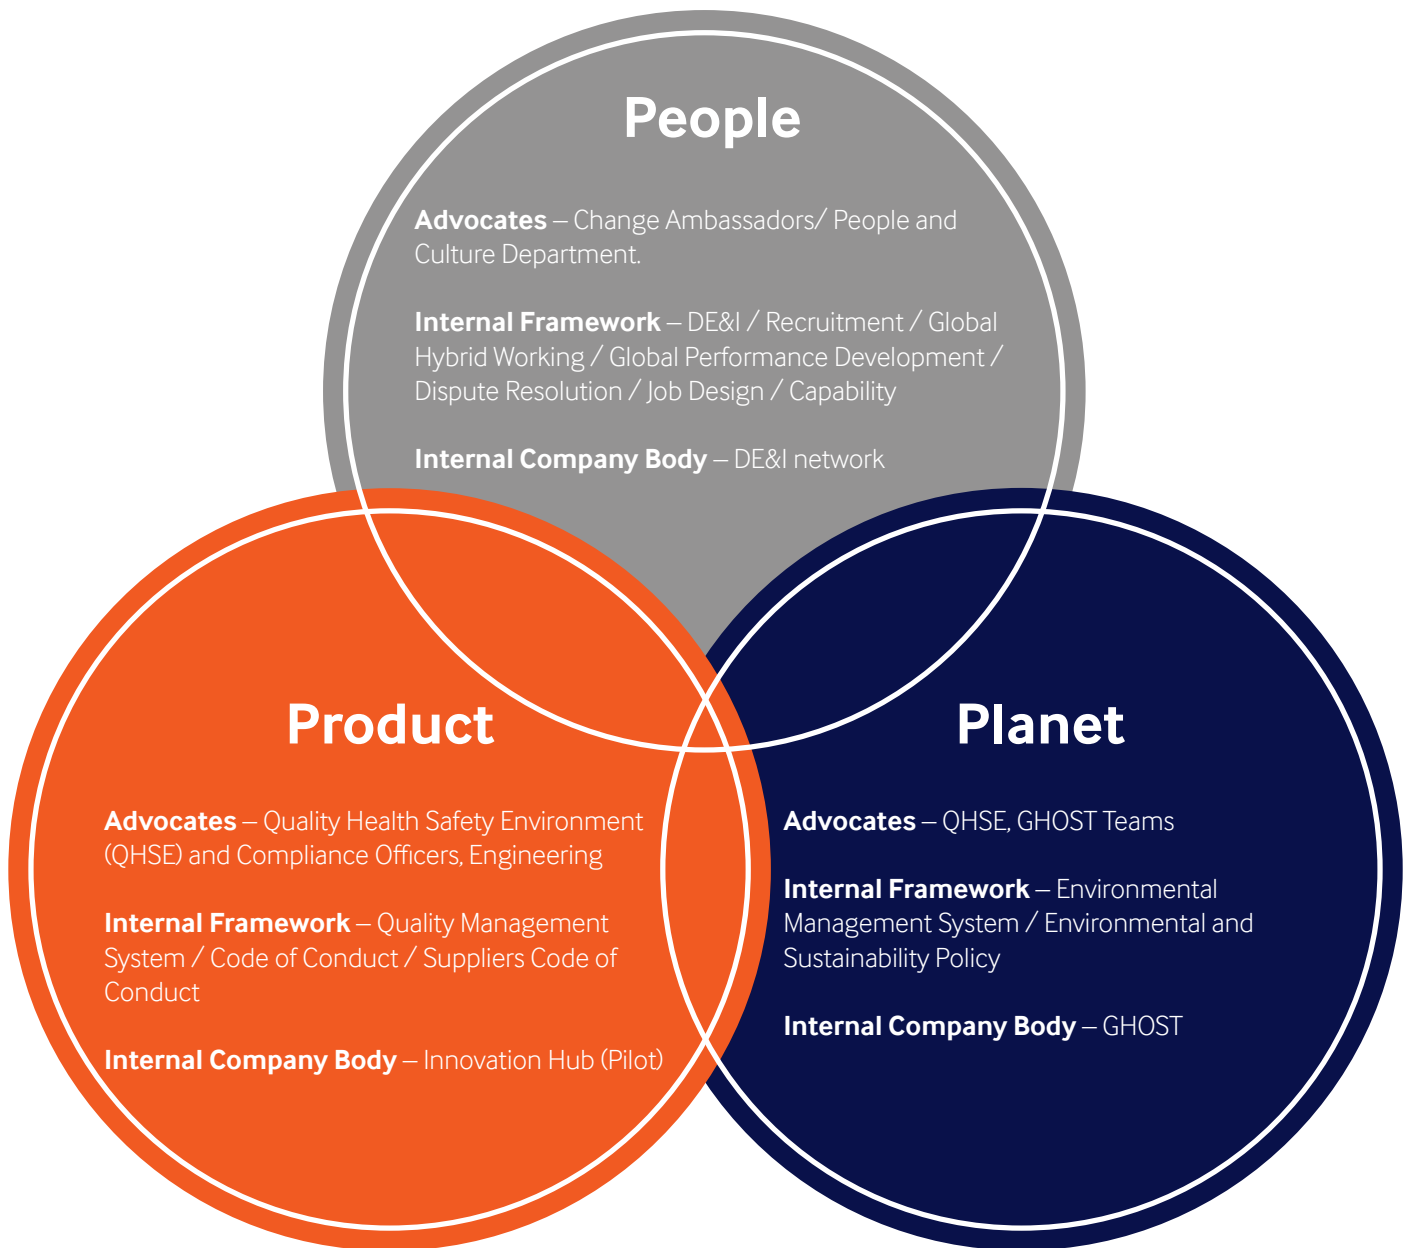 People
Advocates – Change Ambassadors/ People and
Culture Department.
Internal Framework – DE&I / Recruitment / Global
Hybrid Working / Global Performance Development /
Dispute Resolution / Job Design / Capability
Internal Company Body – DE&I network
Product
Advocates – Quality Health Safety Environment
(QHSE) and Compliance Officers, Engineering
Internal Framework – Quality Management
System / Code of Conduct / Suppliers Code of
Conduct
Internal Company Body – Innovation Hub (Pilot)
Planet
Advocates – QHSE, GHOST Teams
Internal Framework – Environmental
Management System / Environmental and
Sustainability Policy
Internal Company Body – GHOST